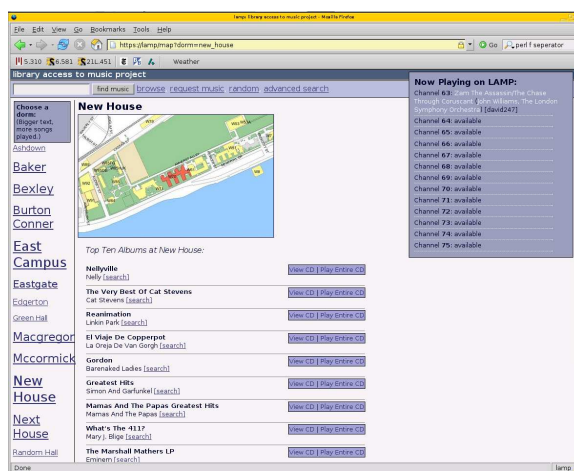 lamp: library access to music project - Mozilla Firefox
File Edit View Go Bookmarks Tools Help
https://lamp/map?dorm=new_house
Go
perl f seperator
5.310 6.581 21L.451 Weather
library access to music project
find music browse request music random advanced search
Now Playing on LAMP:
Channel 63: Zam The Assassin/The Chase
Through Coruscant (John Williams, The London
Symphony Orchestra) [david247]
Channel 64: available
Channel 65: available
Channel 66: available
Channel 67: available
Channel 68: available
Channel 69: available
Channel 70: available
Channel 71: available
Channel 72: available
Channel 73: available
Channel 74: available
Channel 75: available
Choose a
dorm:
(Bigger text,
more songs
played.)
Ashdown
Baker
Bexley
Burton
Conner
East
Campus
Eastgate
Edgerton
Green Hall
Macgregor
Mccormick
New
House
Next
House
Random Hall
New House
Top Ten Albums at New House:
Nellyville View CD | Play Entire CD
Nelly [search]
The Very Best Of Cat Stevens View CD | Play Entire CD
Cat Stevens [search]
Reanimation View CD | Play Entire CD
Linkin Park [search]
El Viaje De Copperpot View CD | Play Entire CD
La Oreja De Van Gorgh [search]
Gordon View CD | Play Entire CD
Barenaked Ladies [search]
Greatest Hits View CD | Play Entire CD
Simon And Garfunkel [search]
Mamas And The Papas Greatest Hits View CD | Play Entire CD
Mamas And The Papas [search]
What's The 411? View CD | Play Entire CD
Mary J. Blige [search]
The Marshall Mathers LP View CD | Play Entire CD
Eminem [search]
Done
lamp